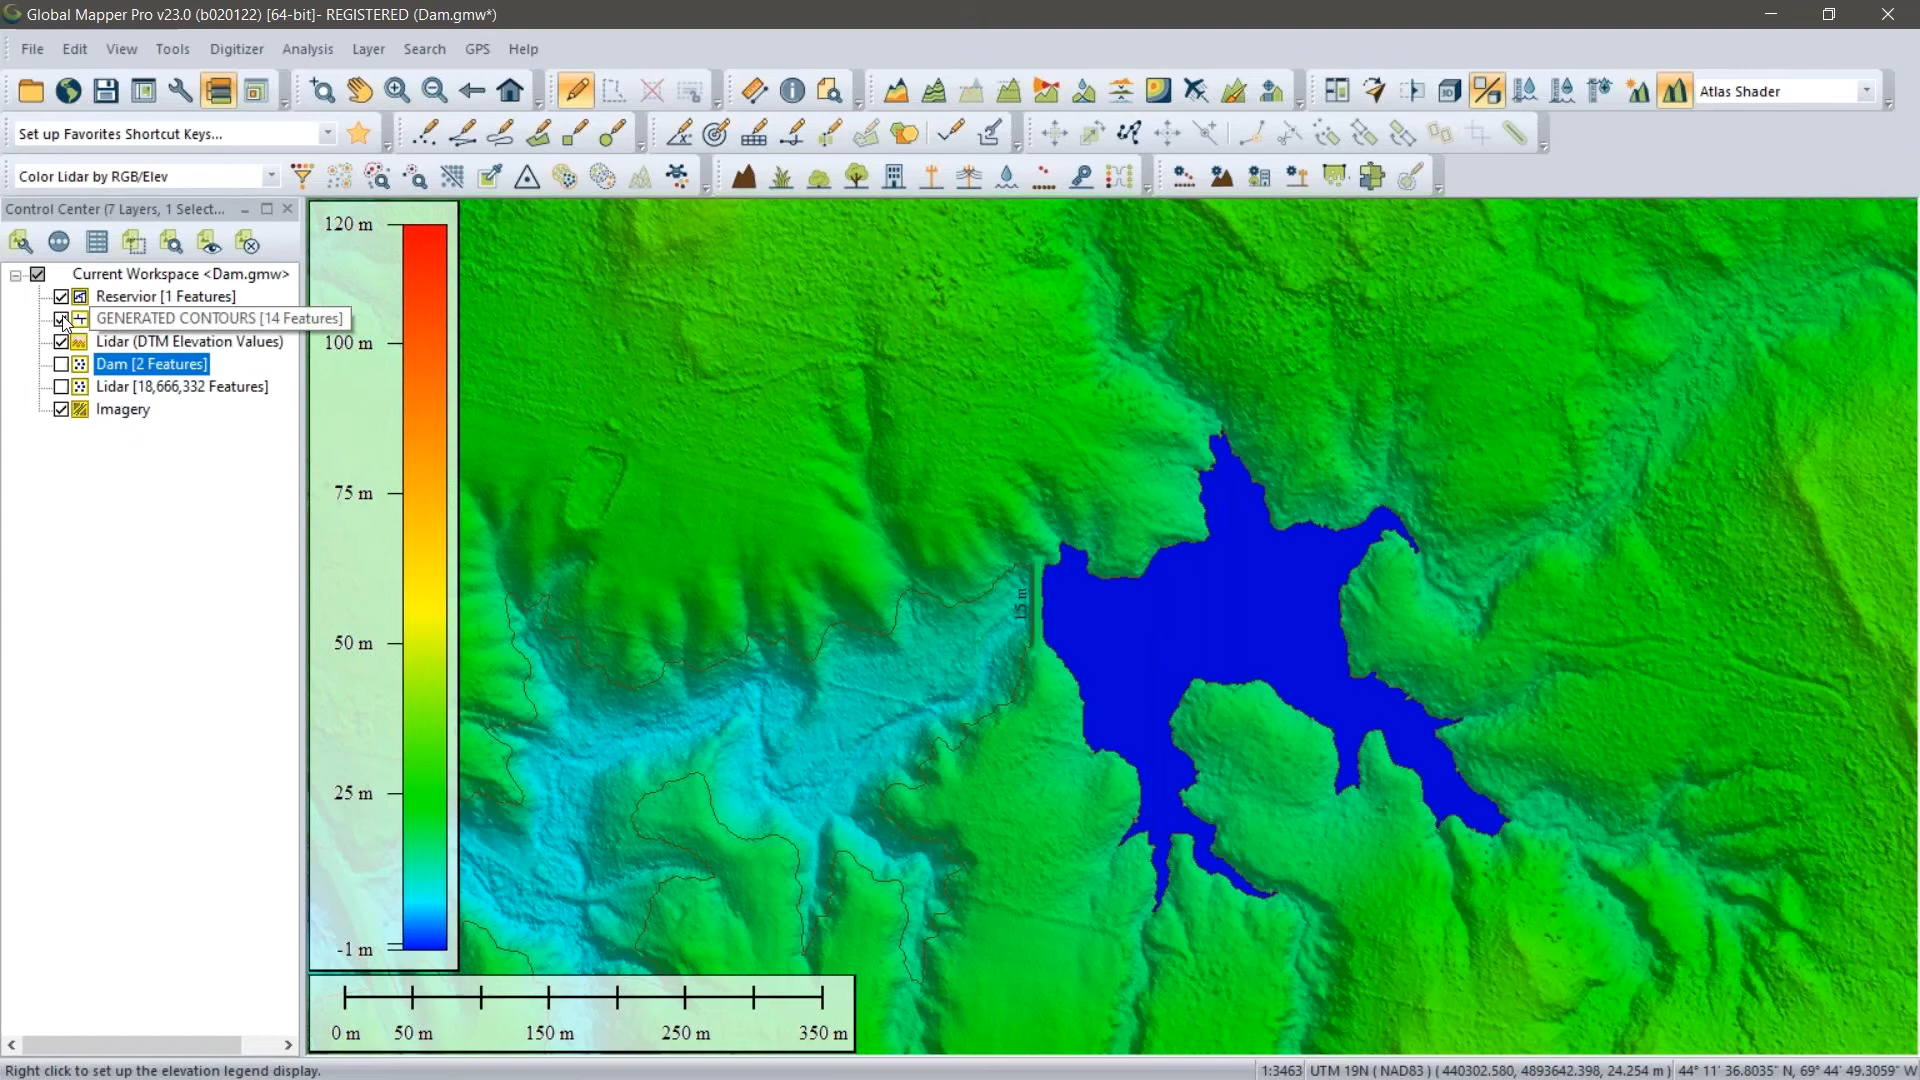 Global Mapper Pro v23.0 (b020122) [64-bit]- REGISTERED (Dam.gmw*)
File Edit View Tools Digitizer Analysis Layer Search GPS Help
Atlas Shader
Set up Favorites Shortcut Keys...
Color Lidar by RGB/Elev
Control Center (7 Layers, 1 Select...
Current Workspace <Dam.gmw>
Reservior [1 Features]
GENERATED CONTOURS [14 Features]
Lidar (DTM Elevation Values)
Dam [2 Features]
Lidar [18,666,332 Features]
Imagery
120 m
100 m
75 m
50 m
25 m
-1 m
15 m
0 m 50 m 150 m 250 m 350 m
Right click to set up the elevation legend display.
1:3463 UTM 19N ( NAD83 ) ( 440302.580, 4893642.398, 24.254 m ) 44° 11' 36.8035" N, 69° 44' 49.3059" W